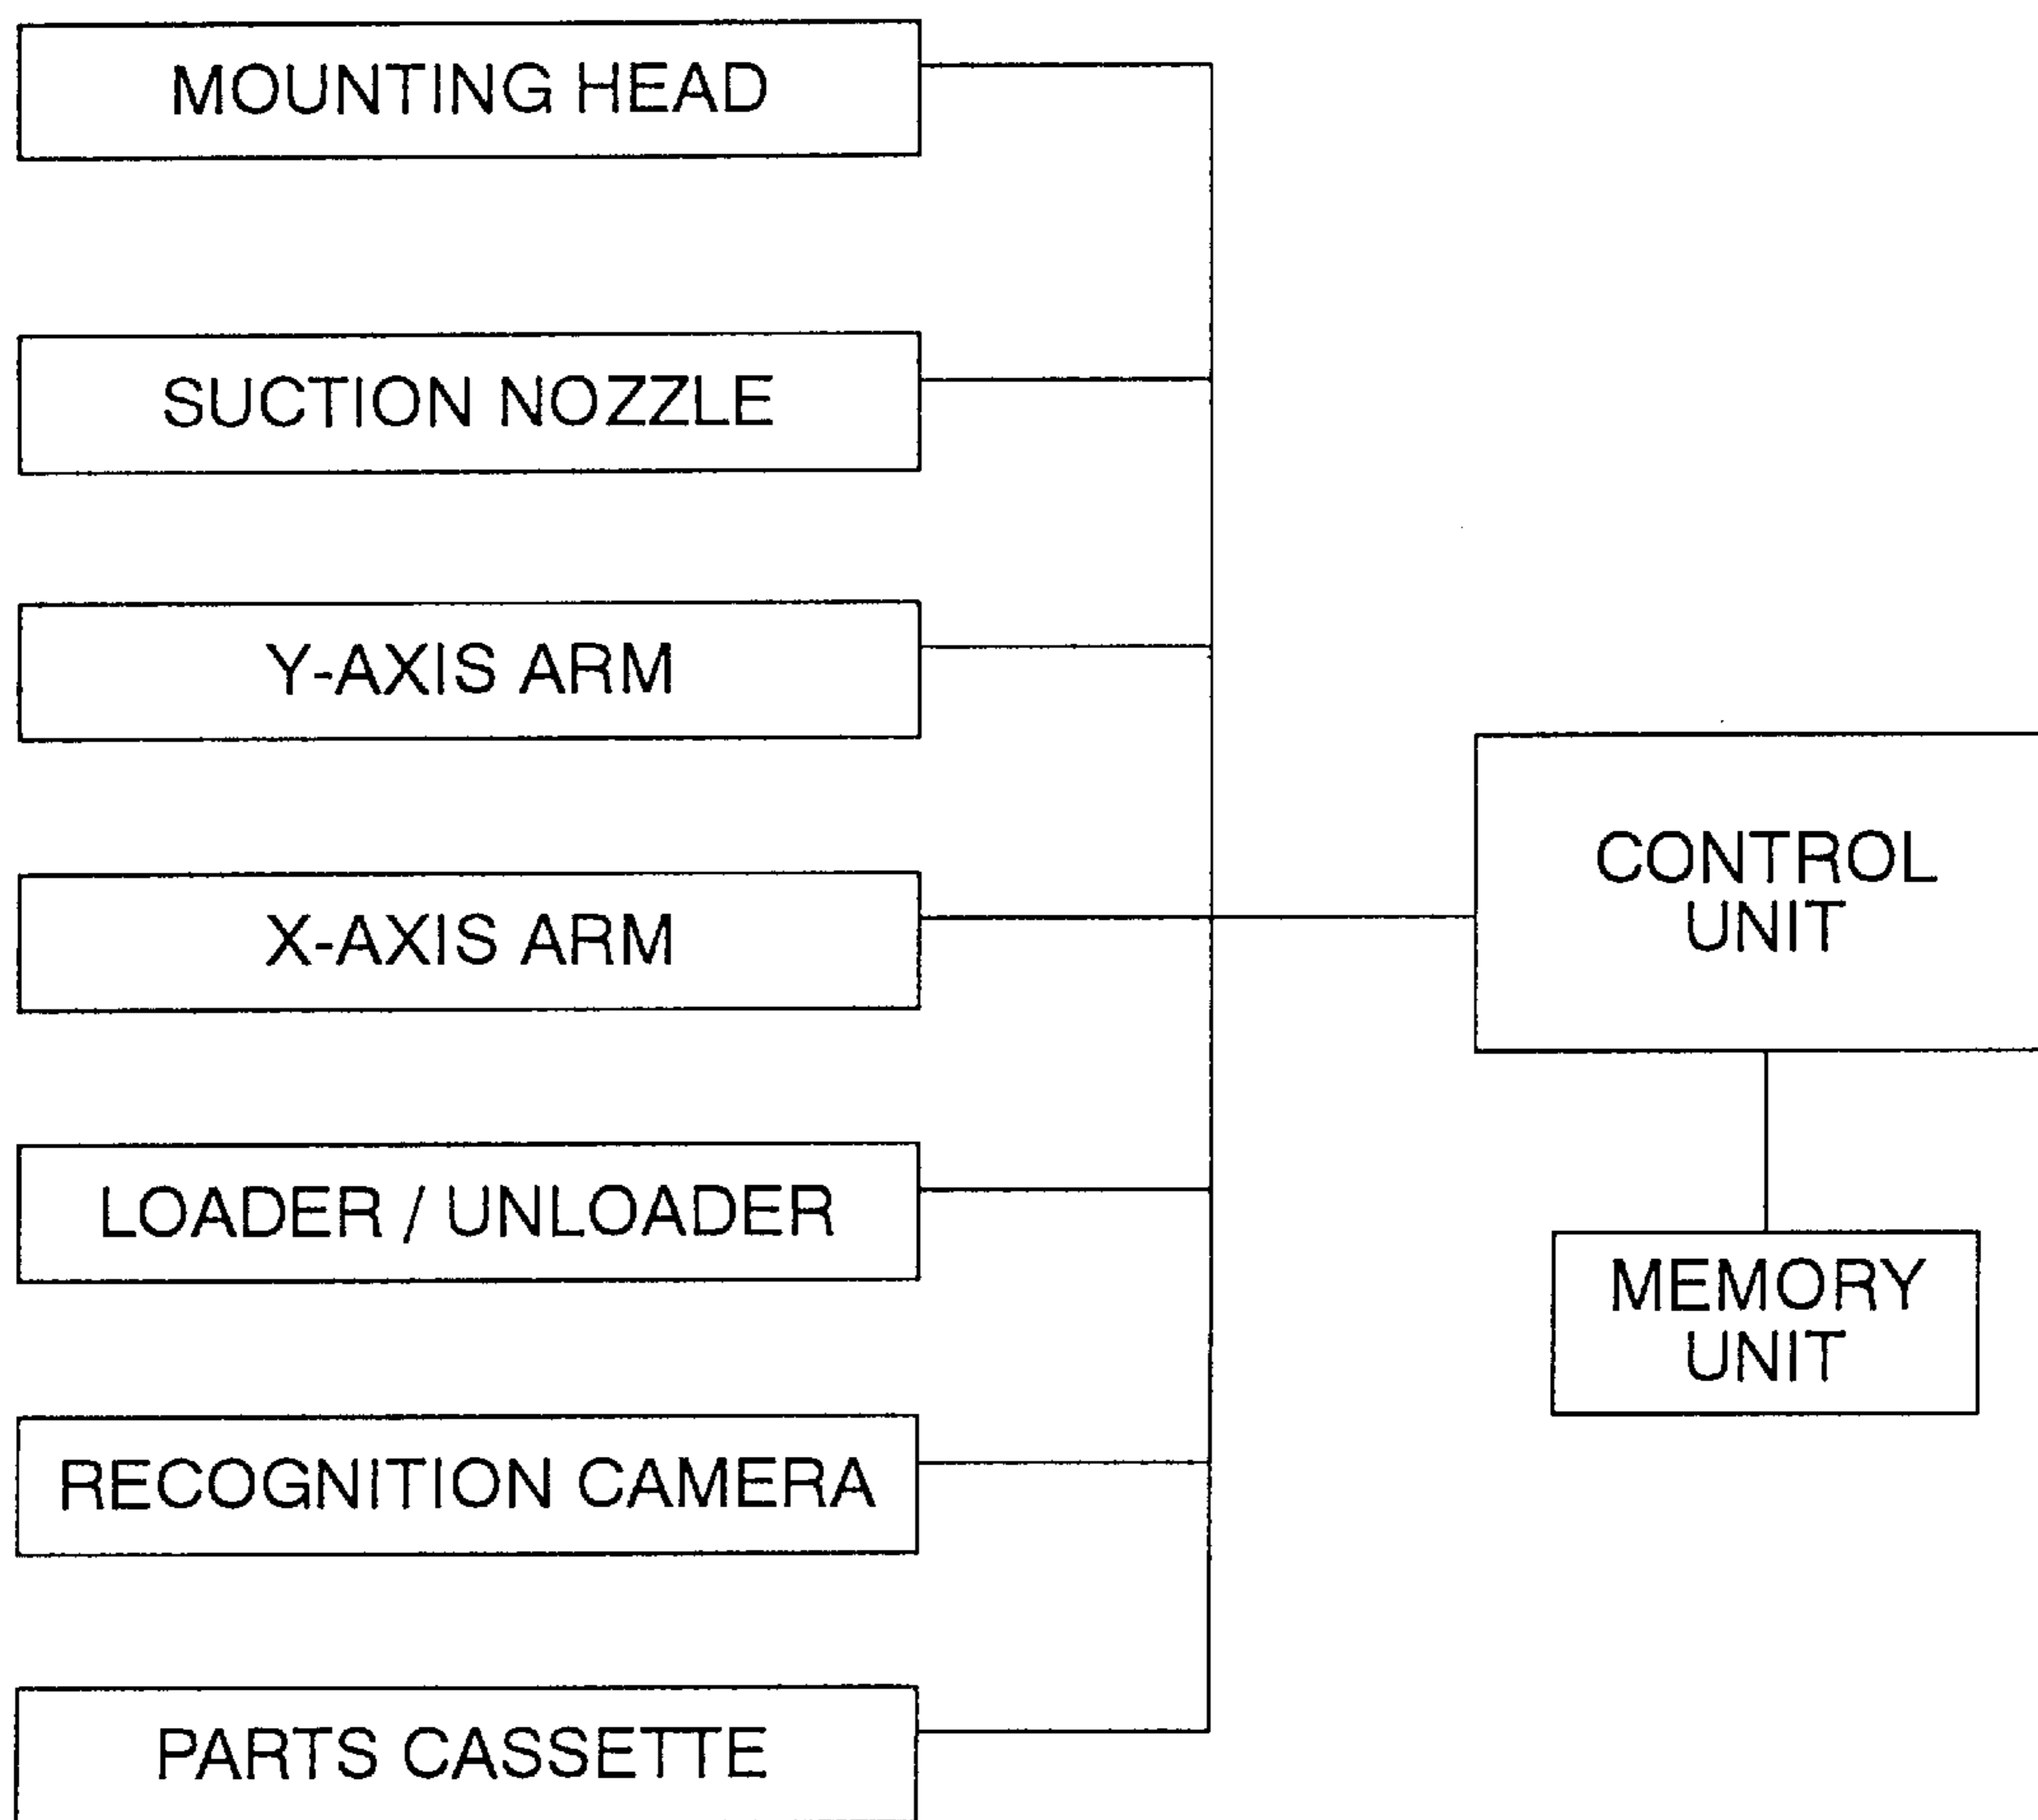 MOUNTING HEAD
SUCTION NOZZLE
Y-AXIS ARM
X-AXIS ARM
LOADER / UNLOADER
RECOGNITION CAMERA
PARTS CASSETTE
CONTROL
UNIT
MEMORY
UNIT